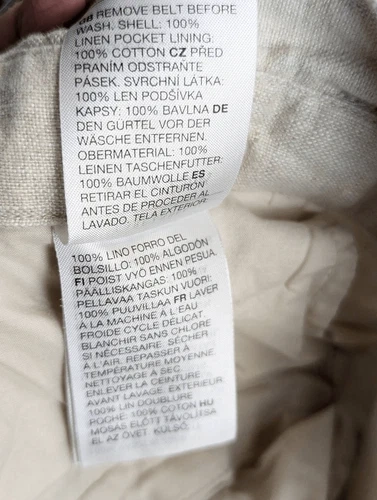 GB REMOVE BELT BEFORE
WASH, SHELL: 100%
LINEN POCKET LINING:
100% COTTON CZ PŘED
PRANÍM ODSTRAŇTE
PÁSEK. SVRCHNÍ LÁTKA:
100% LEN PODŠÍVKA
KAPSY: 100% BAVLNA DE
DEN GÜRTEL VOR DER
WÄSCHE ENTFERNEN.
OBERMATERIAL: 100%
LEINEN TASCHENFUTTER:
100% BAUMWOLLE ES
RETIRAR EL CINTURÓN
ANTES DE PROCEDER AL
LAVADO. TELA EXTERIOR:
100% LINO FORRO DEL
BOLSILLO: 100% ALGODÓN
FI POIST VYÖ ENNEN PESUA.
PÄÄLLISKANGAS: 100%
PELLAVAA TASKUN VUORI:
100% PUUVILLAA FR LAVER
À LA MACHINE À L'EAU
FROIDE CYCLE DÉLICAT.
BLANCHIR SANS CHLORE
SI NÉCESSAIRE. SÉCHER
À L'AIR. REPASSER À
TEMPÉRATURE MOYENNE.
NETTOYAGE À SEC.
ENLEVER LA CEINTURE
AVANT LAVAGE. EXTÉRIEUR:
100% LIN DOUBLURE
POCHE: 100% COTON HU
MOSÁS ELŐTT TÁVOLÍTSA
EL AZ ÖVET. KÜLSŐ: